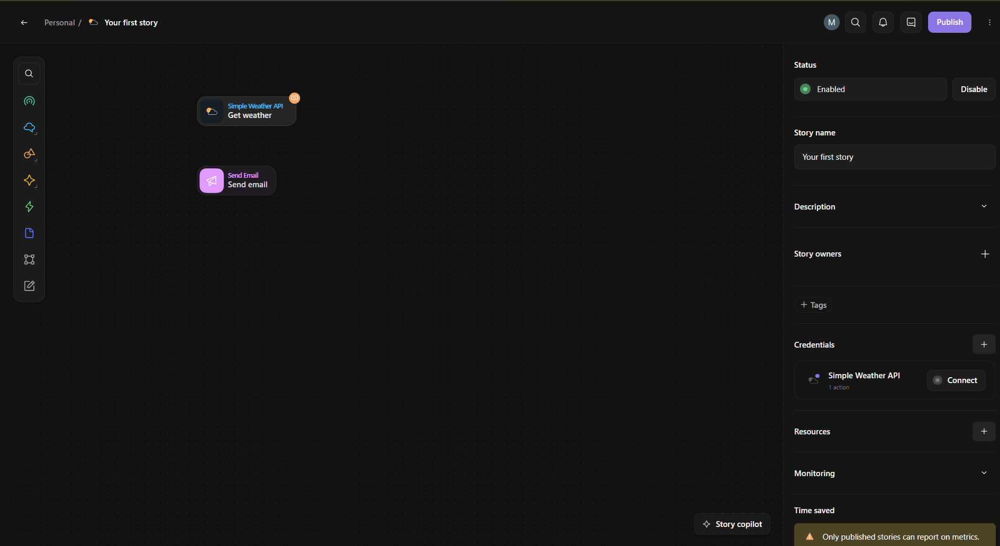 Personal / Your first story
M
Publish
Simple Weather API
Get weather
Send Email
Send email
Story copilot
Status
Enabled
Disable
Story name
Your first story
Description
Story owners
Tags
Credentials
Simple Weather API
1 action
Connect
Resources
Monitoring
Time saved
Only published stories can report on metrics.